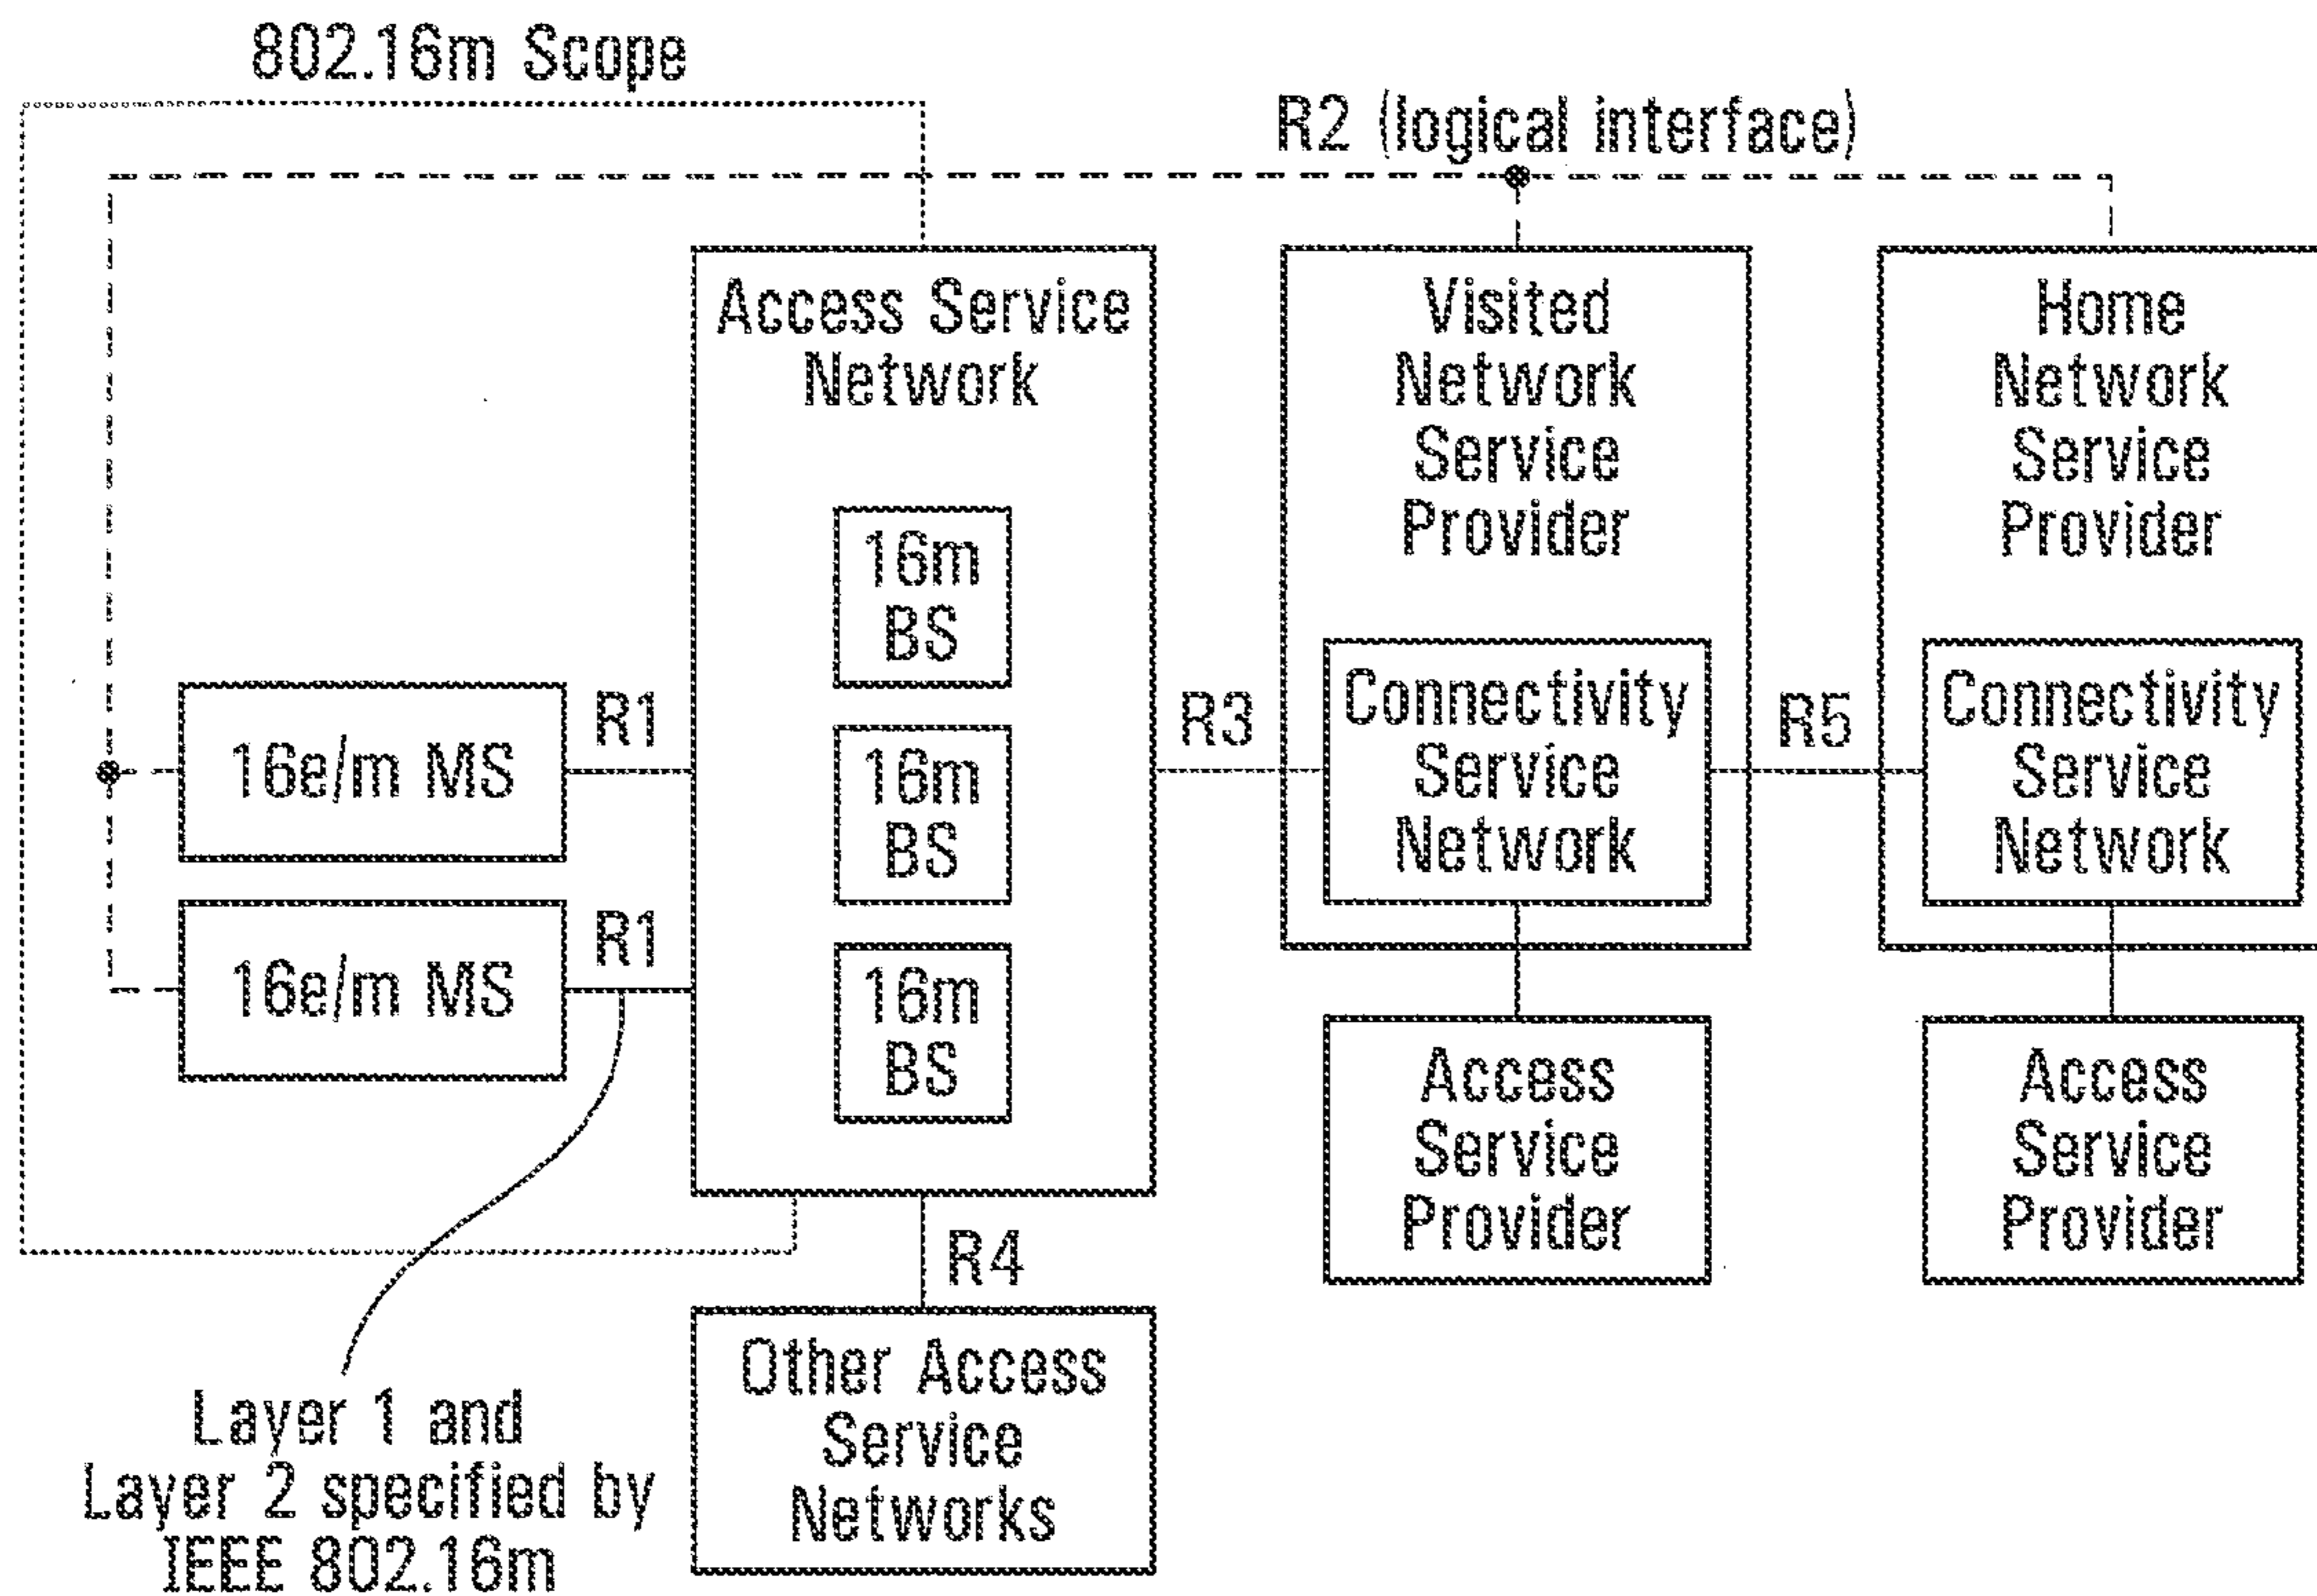 802.16m Scope
R2 (logical interface)
Access Service
Network
16m
BS
16m
BS
16m
BS
16e/m MS
R1
16e/m MS
R1
R3
Visited
Network
Service
Provider
Connectivity
Service
Network
R5
Home
Network
Service
Provider
Connectivity
Service
Network
Access
Service
Provider
Access
Service
Provider
R4
Other Access
Service
Networks
Layer 1 and
Layer 2 specified by
IEEE 802.16m